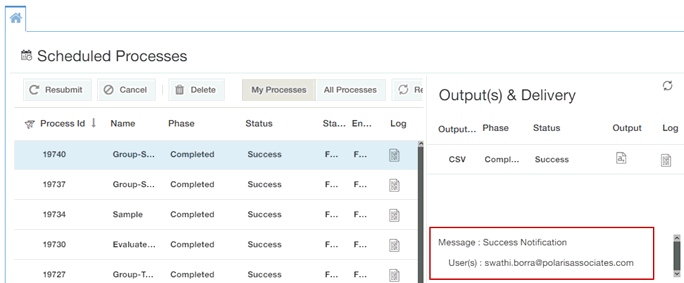 Scheduled Processes
Resubmit Cancel Delete My Processes All Processes Re
Process Id Name Phase Status Sta... En... Log
19740 Group-S... Completed Success F... F...
19737 Group-S... Completed Success F... F...
19734 Sample Completed Success F... F...
19730 Evaluate... Completed Success F... F...
19727 Group-T... Completed Success F... F...
Output(s) & Delivery
Output... Phase Status Output Log
CSV Compl... Success
Message : Success Notification
User(s) : swathi.borra@polarisassociates.com